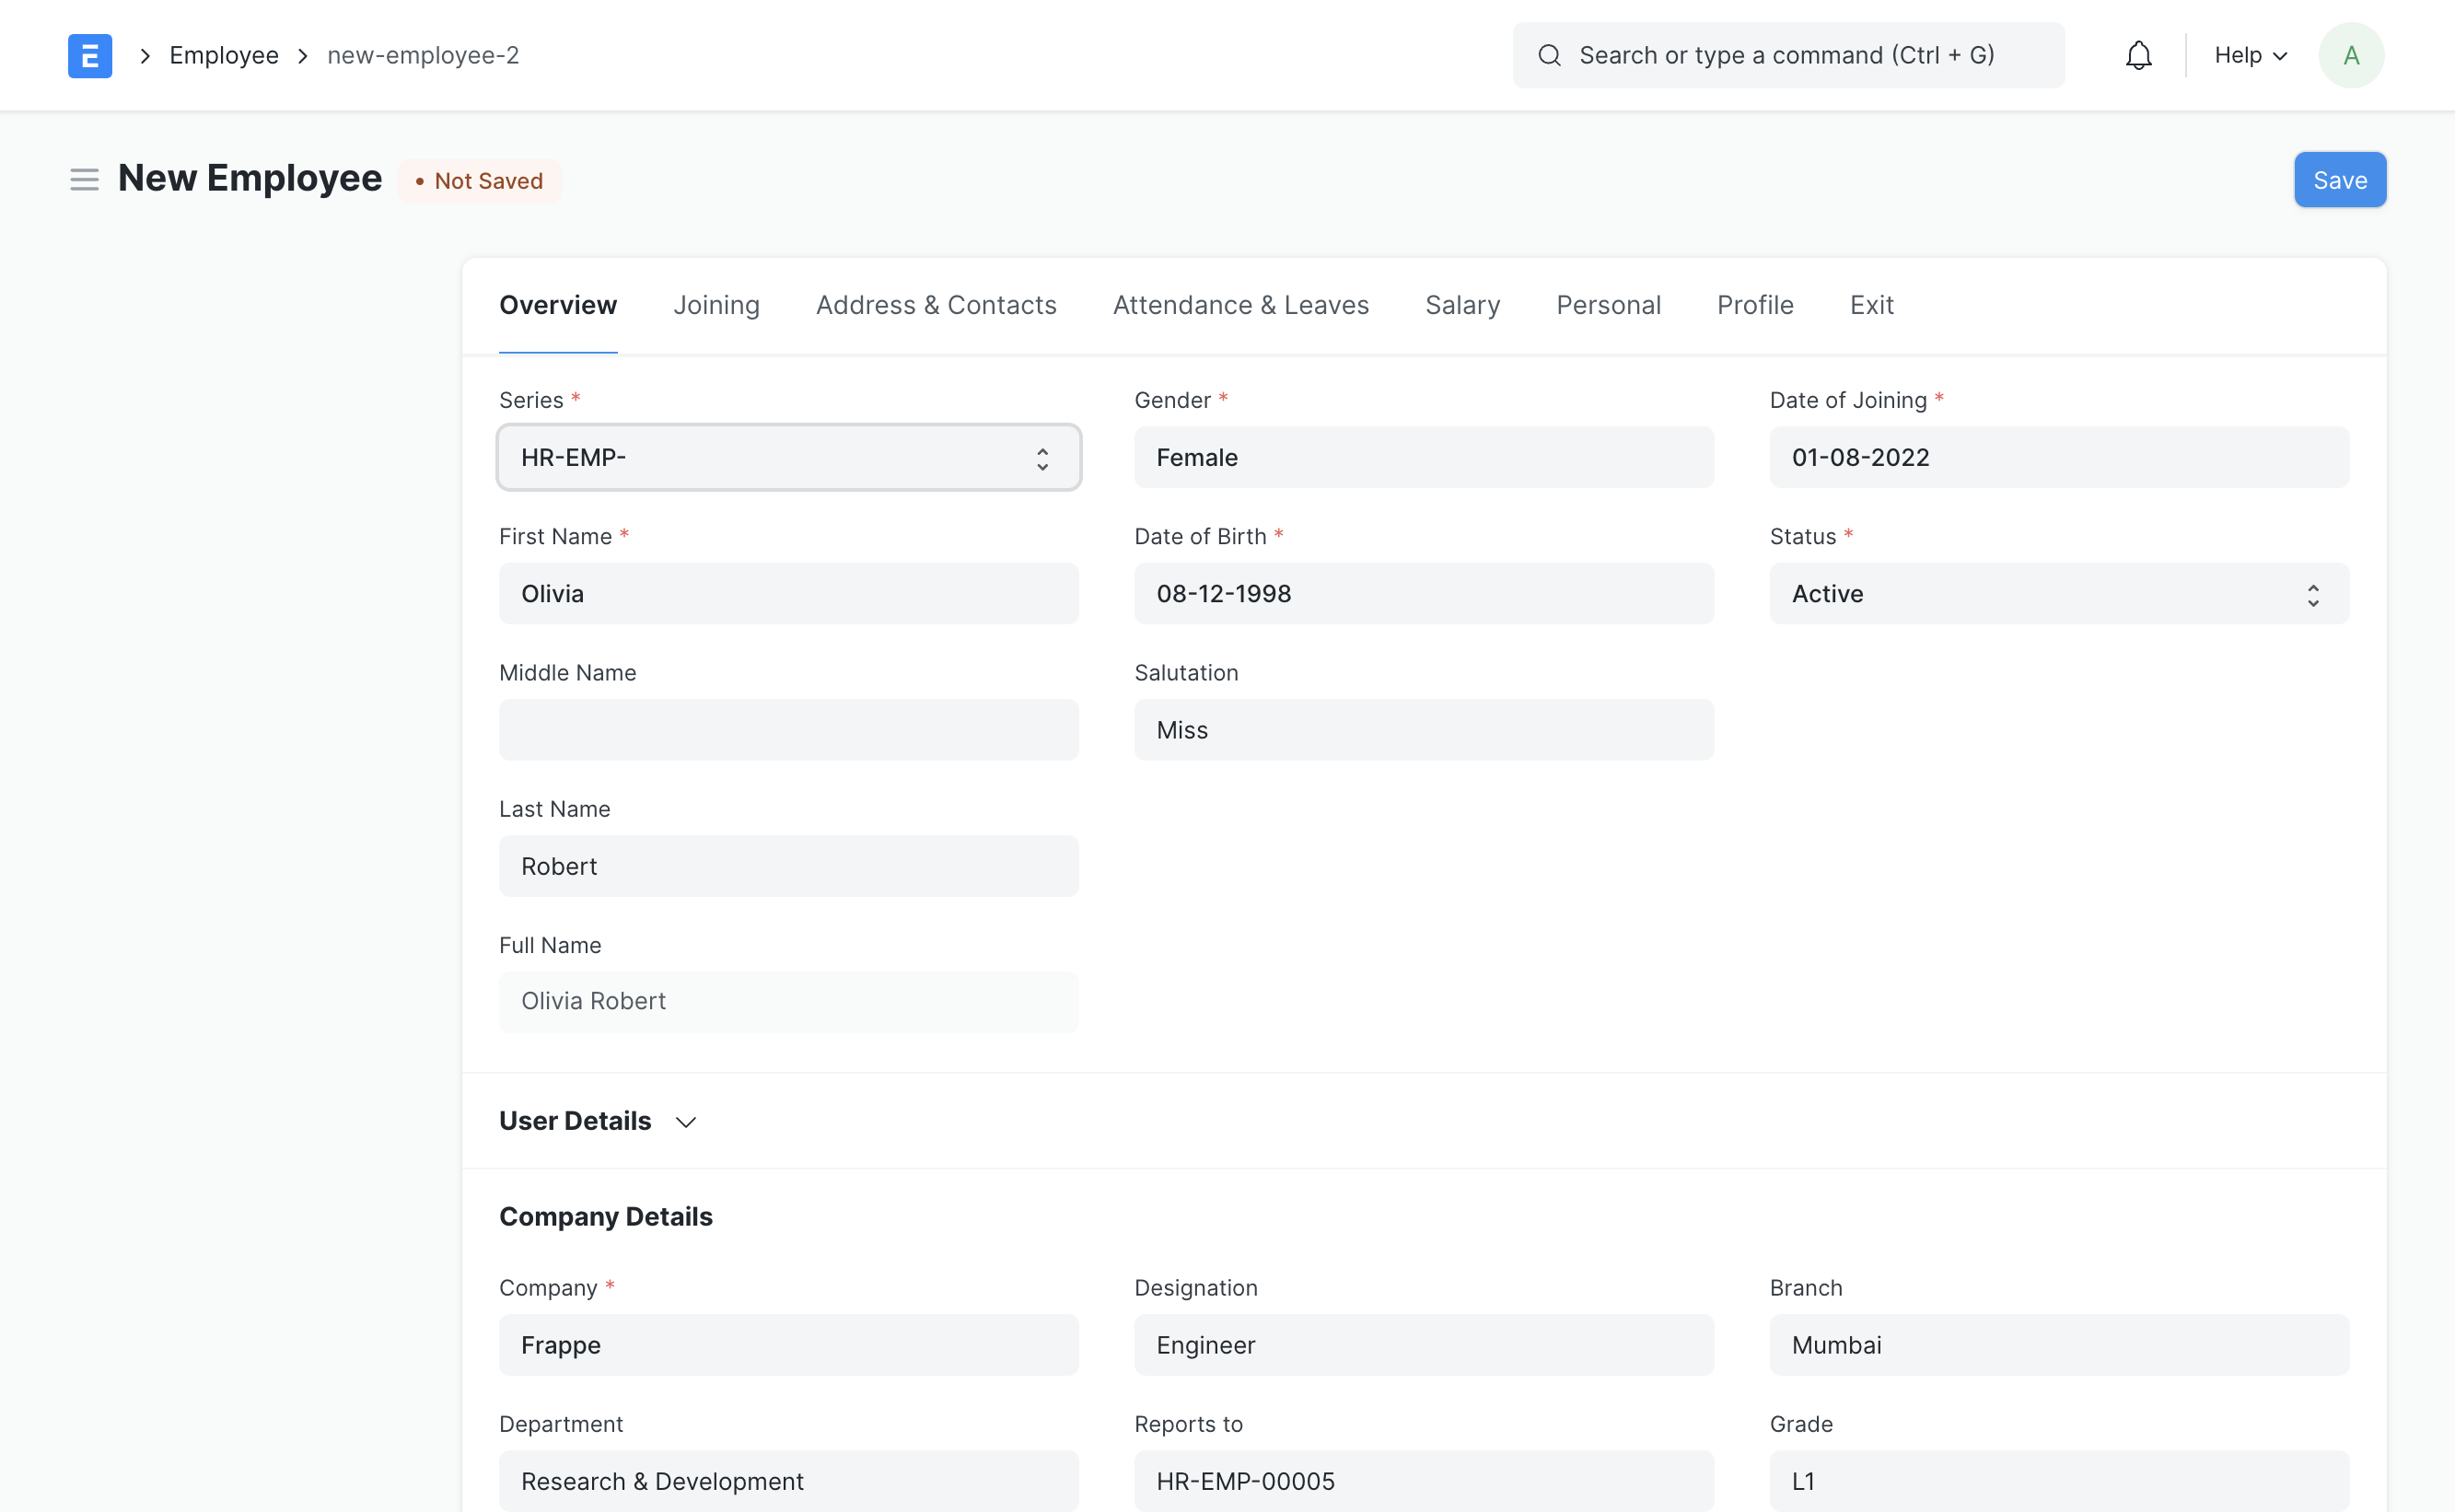 E Employee new-employee-2 Search or type a command (Ctrl + G) Help A
New Employee • Not Saved Save
Overview Joining Address & Contacts Attendance & Leaves Salary Personal Profile Exit
Series * Gender * Date of Joining *
HR-EMP- Female 01-08-2022
First Name * Date of Birth * Status *
Olivia 08-12-1998 Active
Middle Name Salutation
Miss
Last Name
Robert
Full Name
Olivia Robert
User Details
Company Details
Company * Designation Branch
Frappe Engineer Mumbai
Department Reports to Grade
Research & Development HR-EMP-00005 L1